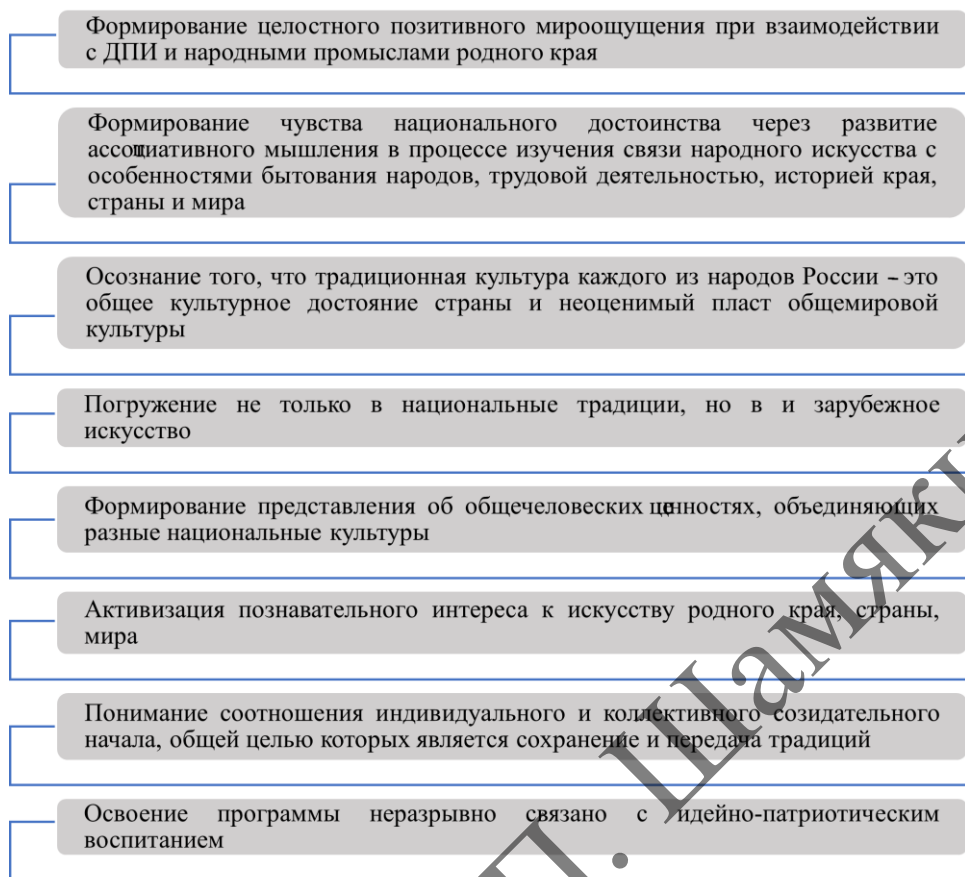 Формирование целостного позитивного мироощущения при взаимодействии
с ДПИ и народными промыслами родного края
Формирование чувства национального достоинства через развитие
ассоциативного мышления в процессе изучения связи народного искусства с
особенностями бытования народов, трудовой деятельностью, историей края,
страны и мира
Осознание того, что традиционная культура каждого из народов России – это
общее культурное достояние страны и неоценимый пласт общемировой
культуры
Погружение не только в национальные традиции, но в и зарубежное
искусство
Формирование представления об общечеловеских ценностях, объединяющих
разные национальные культуры
Активизация познавательного интереса к искусству родного края, страны,
мира
Понимание соотношения индивидуального и коллективного созидательного
начала, общей целью которых является сохранение и передача традиций
Освоение программы неразрывно связано с идейно-патриотическим
воспитанием
П. Шамяки